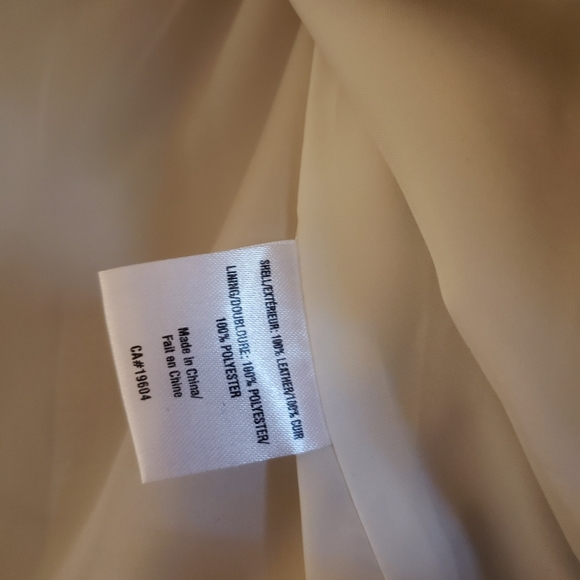 SHELL/EXTÉRIEUR: 100% LEATHER/100% CUIR
LINING/DOUBLOURE: 100% POLYESTER/
100% POLYESTER
Made in China/
Fait en Chine
CA#19604